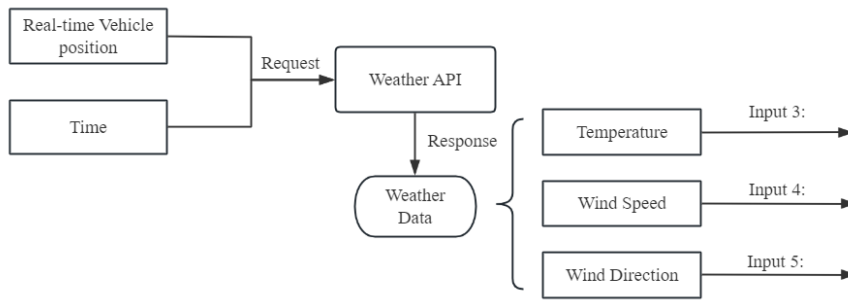 Real-time Vehicle
position
Time
Request
Weather API
Response
Weather
Data
Temperature
Wind Speed
Wind Direction
Input 3:
Input 4:
Input 5: